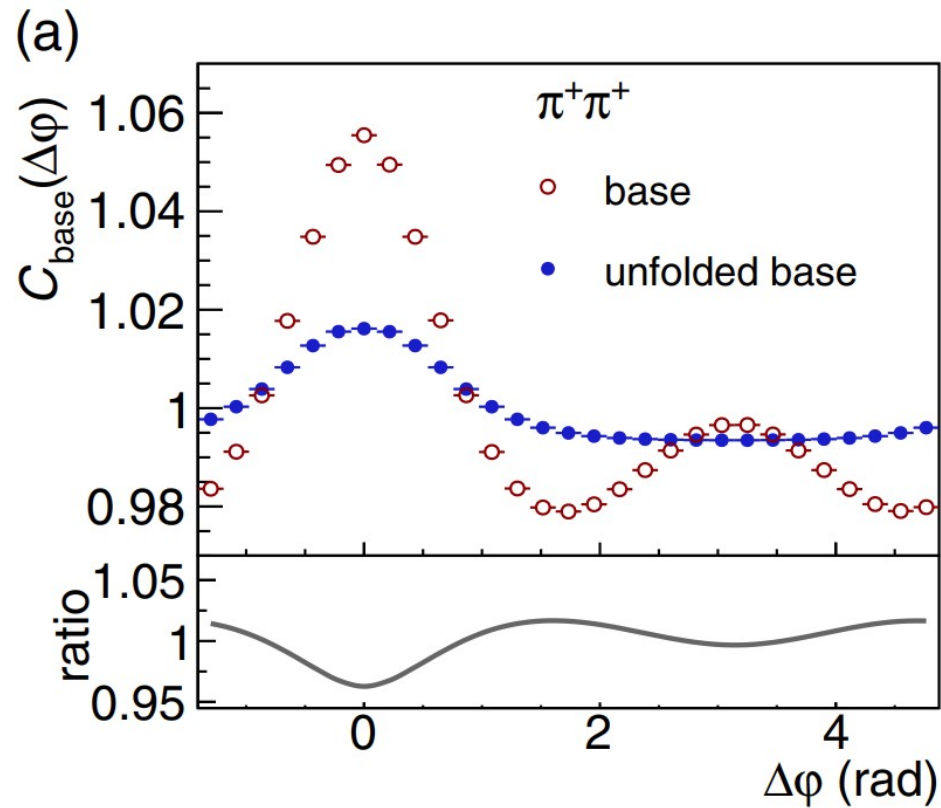 (a)
C_base(Δφ)
1.06
1.04
1.02
1
0.98
π⁺π⁺
base
unfolded base
ratio
1.05
1
0.95
0
2
4
Δφ (rad)